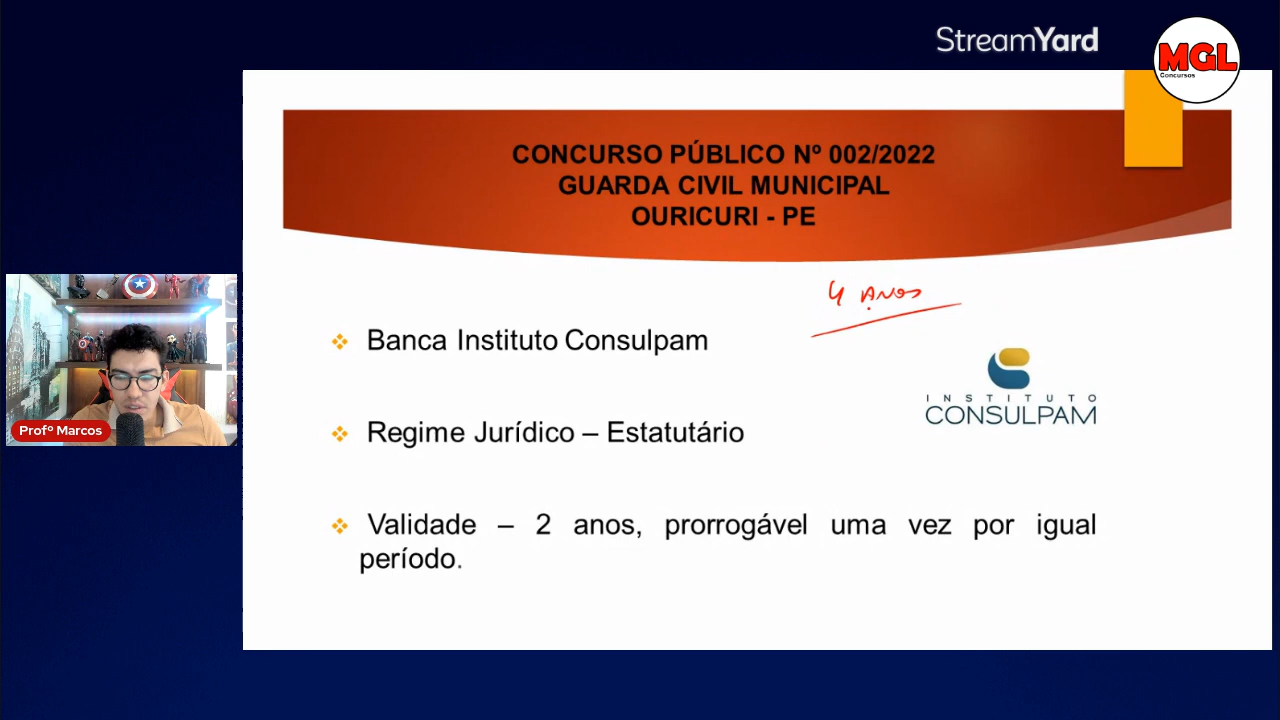 StreamYard
MGL
Concursos
CONCURSO PÚBLICO Nº 002/2022
GUARDA CIVIL MUNICIPAL
OURICURI - PE
4 ANOS
Banca Instituto Consulpam
INSTITUTO
CONSULPAM
Regime Jurídico – Estatutário
Validade – 2 anos, prorrogável uma vez por igual
período.
Profº Marcos